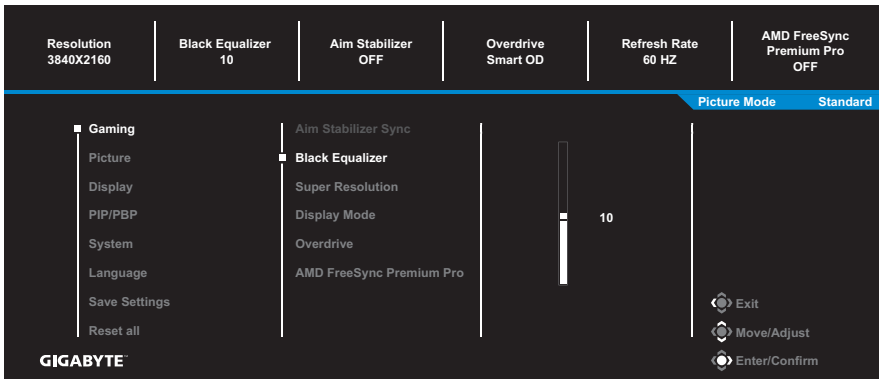 Resolution
3840X2160
Black Equalizer
10
Aim Stabilizer
OFF
Overdrive
Smart OD
Refresh Rate
60 HZ
AMD FreeSync
Premium Pro
OFF
Picture Mode Standard
Gaming
Picture
Display
PIP/PBP
System
Language
Save Settings
Reset all
Aim Stabilizer Sync
Black Equalizer
Super Resolution
Display Mode
Overdrive
AMD FreeSync Premium Pro
10
Exit
Move/Adjust
Enter/Confirm
GIGABYTE™